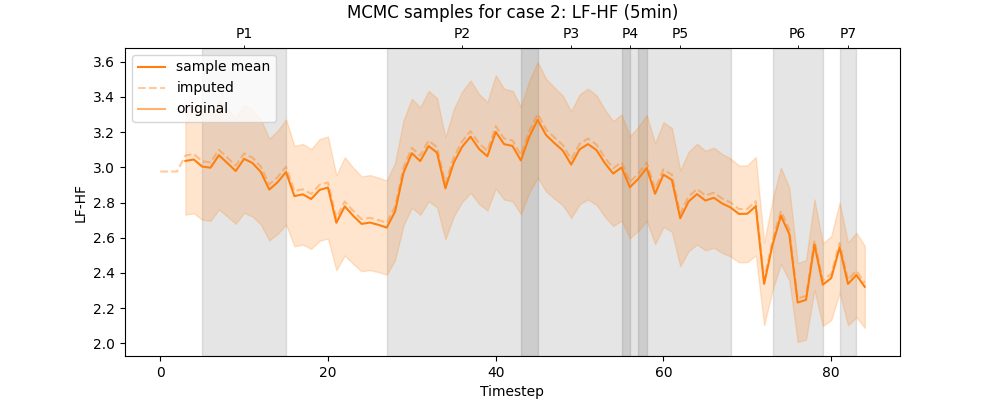 MCMC samples for case 2: LF-HF (5min)
P1 P2 P3 P4 P5 P6 P7
sample mean
imputed
original
3.6
3.4
3.2
3.0
2.8
2.6
2.4
2.2
2.0
LF-HF
0 20 40 60 80
Timestep